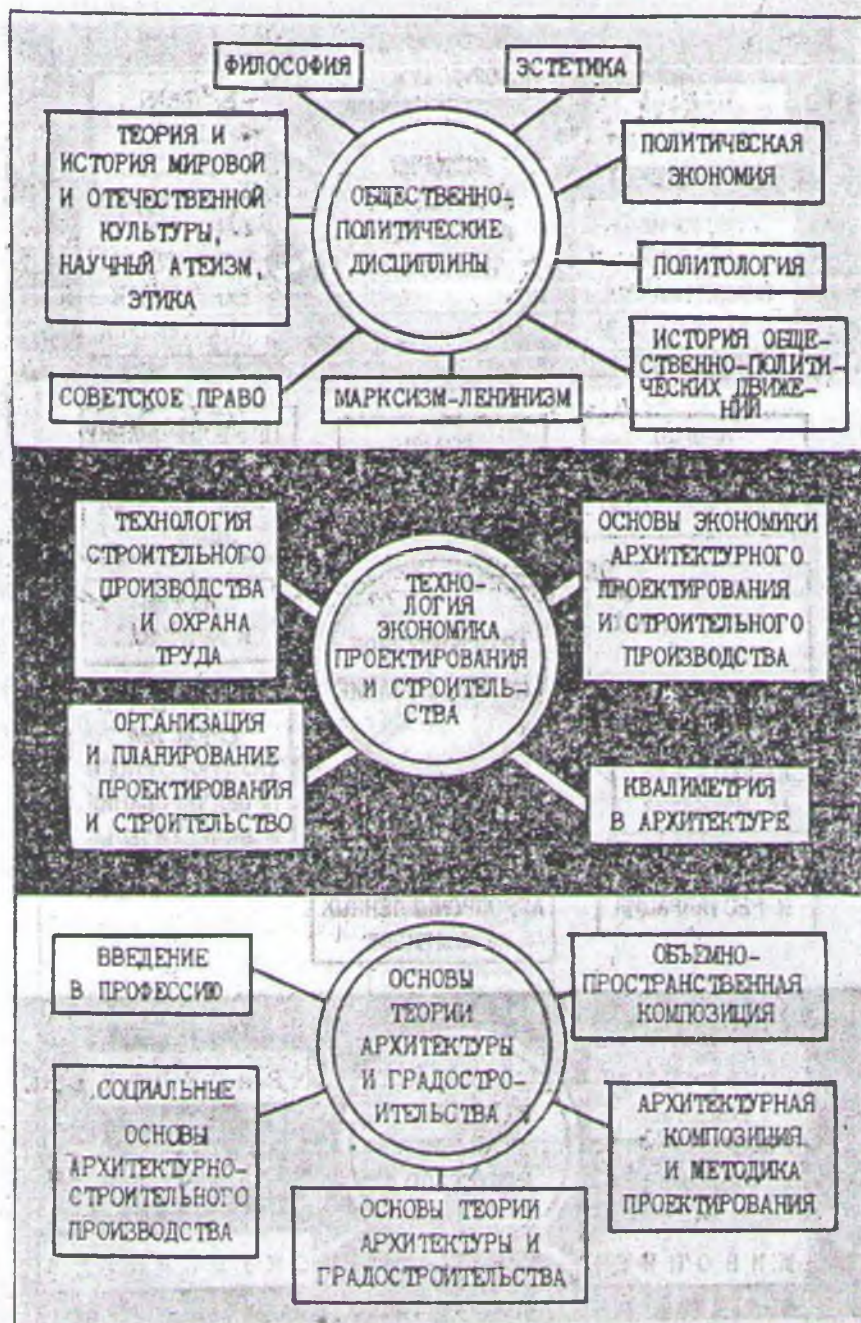 ФИЛОСОФИЯ
ЭСТЕТИКА
ТЕОРИЯ И
ИСТОРИЯ МИРОВОЙ
И ОТЕЧЕСТВЕННОЙ
КУЛЬТУРЫ,
НАУЧНЫЙ АТЕИЗМ,
ЭТИКА
ОБЩЕСТВЕННО-
ПОЛИТИЧЕСКИЕ
ДИСЦИПЛИНЫ
ПОЛИТИЧЕСКАЯ
ЭКОНОМИЯ
ПОЛИТОЛОГИЯ
ИСТОРИЯ ОБЩЕ-
СТВЕННО-ПОЛИТИ-
ЧЕСКИХ ДВИЖЕ-
НИЙ
СОВЕТСКОЕ ПРАВО
МАРКСИЗМ-ЛЕНИНИЗМ
ТЕХНОЛОГИЯ
СТРОИТЕЛЬНОГО
ПРОИЗВОДСТВА
И ОХРАНА
ТРУДА
ТЕХНО-
ЛОГИЯ
ЭКОНОМИКА
ПРОЕКТИРОВАНИЯ
И СТРОИТЕЛЬ-
СТВА
ОСНОВЫ ЭКОНОМИКИ
АРХИТЕКТУРНОГО
ПРОЕКТИРОВАНИЯ
И СТРОИТЕЛЬНОГО
ПРОИЗВОДСТВА
ОРГАНИЗАЦИЯ
И ПЛАНИРОВАНИЕ
ПРОЕКТИРОВАНИЯ
И СТРОИТЕЛЬСТВО
КВАЛИМЕТРИЯ
В АРХИТЕКТУРЕ
ВВЕДЕНИЕ
В ПРОФЕССИЮ
ОСНОВЫ
ТЕОРИИ
АРХИТЕКТУРЫ
И ГРАДОСТРО-
ИТЕЛЬСТВА
ОБЪЕМНО-
ПРОСТРАНСТВЕННАЯ
КОМПОЗИЦИЯ
СОЦИАЛЬНЫЕ
ОСНОВЫ
АРХИТЕКТУРНО-
СТРОИТЕЛЬНОГО
ПРОИЗВОДСТВА
АРХИТЕКТУРНАЯ
КОМПОЗИЦИЯ
И МЕТОДИКА
ПРОЕКТИРОВАНИЯ
ОСНОВЫ ТЕОРИИ
АРХИТЕКТУРЫ И
ГРАДОСТРОИТЕЛЬСТВА